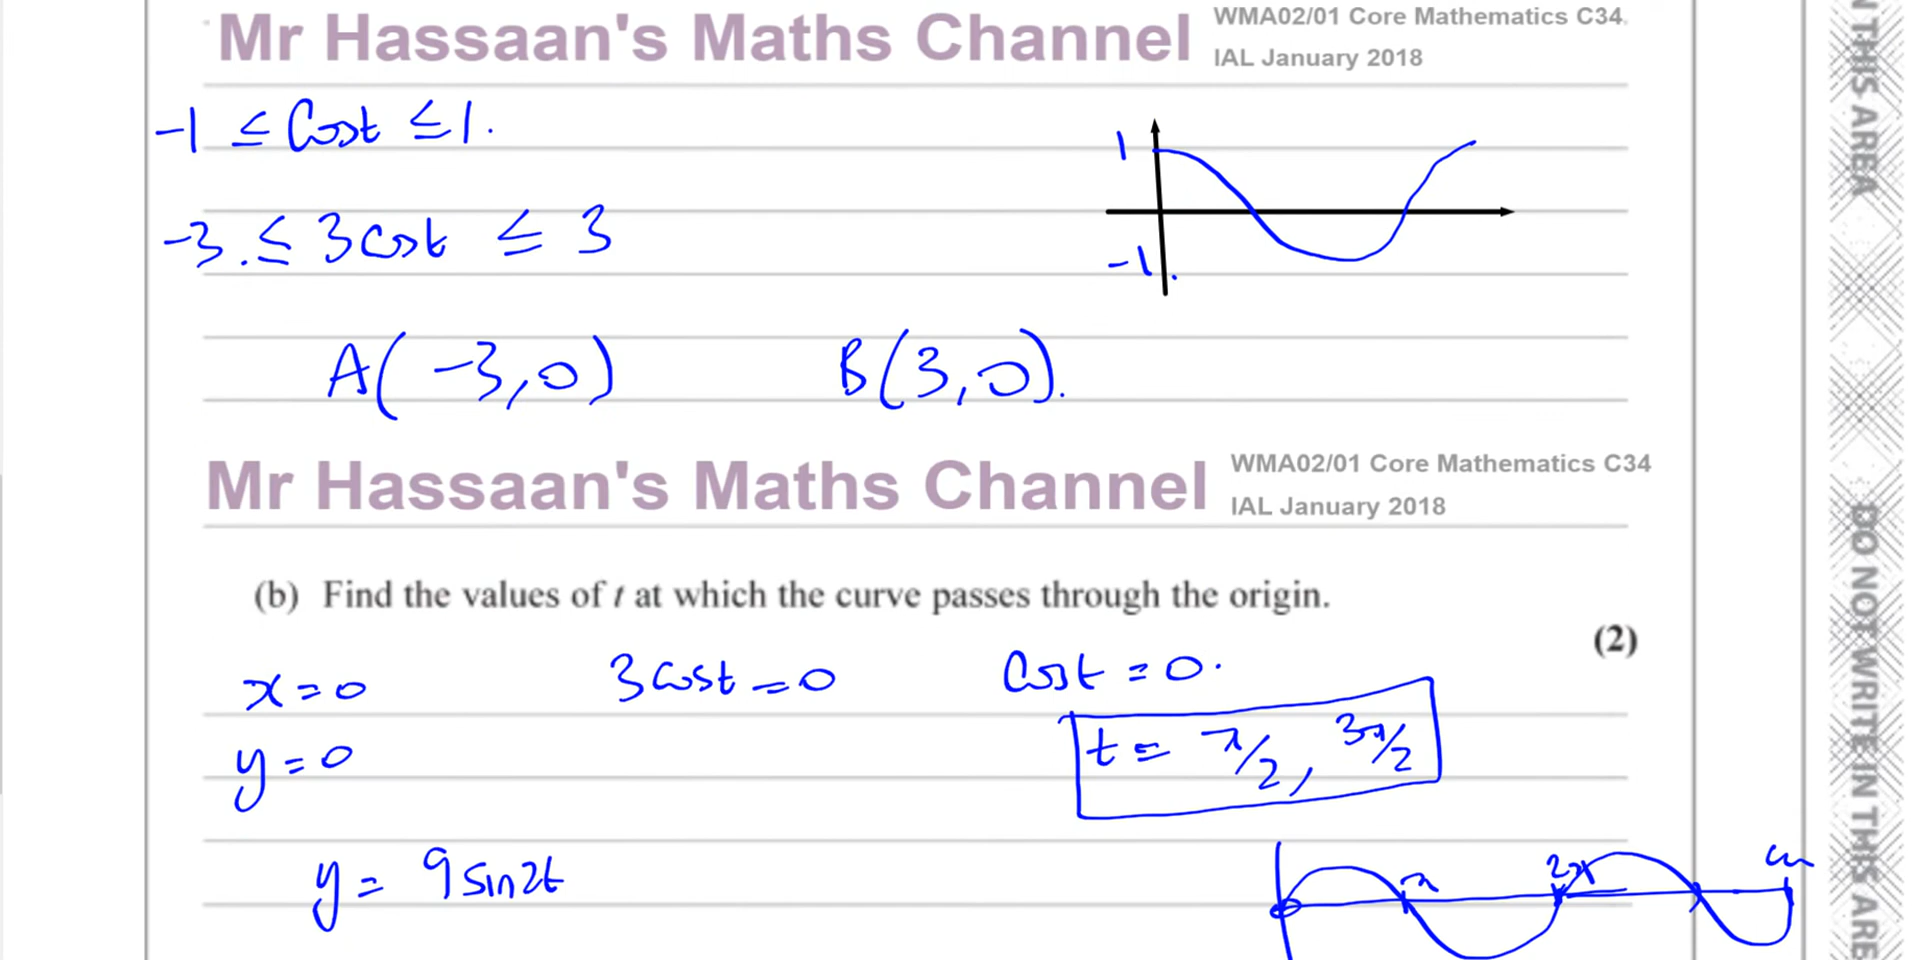 Mr Hassaan's Maths Channel
WMA02/01 Core Mathematics C34
IAL January 2018
-1 ≤ Cost ≤ 1.
1
-1
-3 ≤ 3cost ≤ 3
A(-3,0) B(3,0).
Mr Hassaan's Maths Channel
WMA02/01 Core Mathematics C34
IAL January 2018
(b) Find the values of t at which the curve passes through the origin.
(2)
x=0 3cost=0 Cost = 0.
y=0 t = π/2, 3π/2
y = 9sin2t
π 2π
N THIS AREA
DO NOT WRITE IN THIS ARE